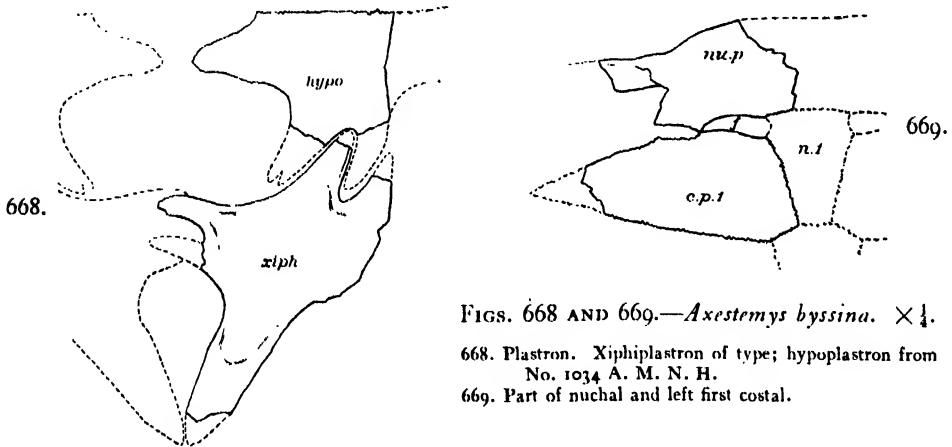 hypo
668.
xiph
nu.p
669.
n.1
c.p.1
FIGS. 668 AND 669.—Axestemys byssina. × ¼.
668. Plastron. Xiphiplastron of type; hypoplastron from
No. 1034 A. M. N. H.
669. Part of nuchal and left first costal.